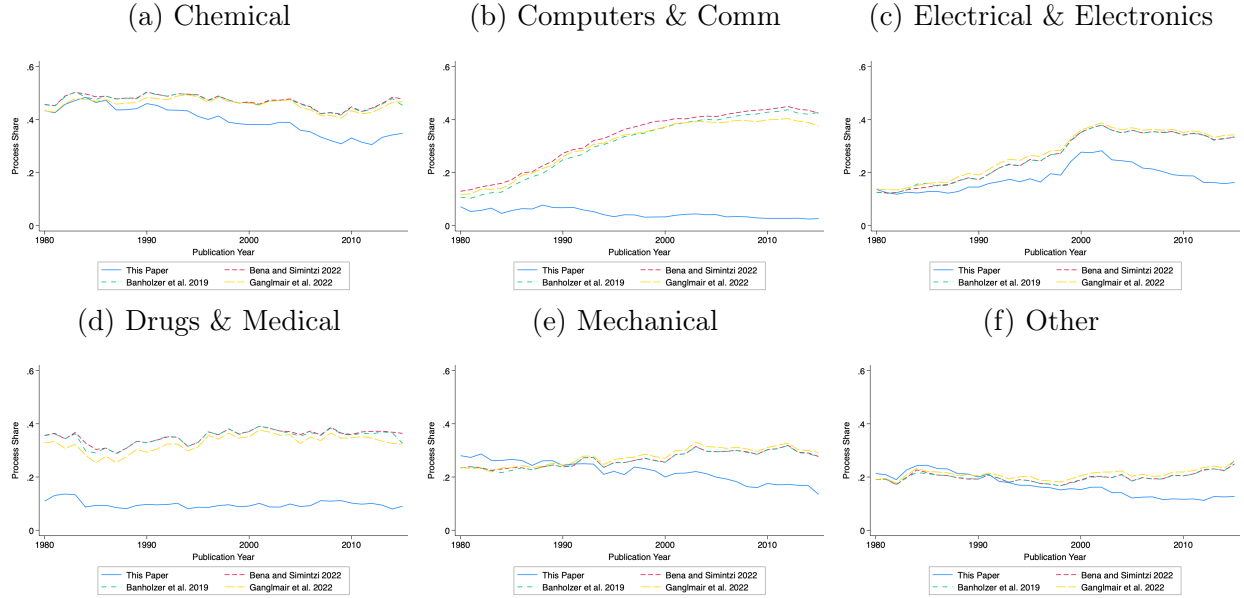 (a) Chemical
.6
.4
.2
0
Process Share
1980 1990 2000 2010
Publication Year
This Paper Bena and Simintzi 2022
Banholzer et al. 2019 Ganglmair et al. 2022
(b) Computers & Comm
.6
.4
.2
0
Process Share
1980 1990 2000 2010
Publication Year
This Paper Bena and Simintzi 2022
Banholzer et al. 2019 Ganglmair et al. 2022
(c) Electrical & Electronics
.6
.4
.2
0
Process Share
1980 1990 2000 2010
Publication Year
This Paper Bena and Simintzi 2022
Banholzer et al. 2019 Ganglmair et al. 2022
(d) Drugs & Medical
.6
.4
.2
0
Process Share
1980 1990 2000 2010
Publication Year
This Paper Bena and Simintzi 2022
Banholzer et al. 2019 Ganglmair et al. 2022
(e) Mechanical
.6
.4
.2
0
Process Share
1980 1990 2000 2010
Publication Year
This Paper Bena and Simintzi 2022
Banholzer et al. 2019 Ganglmair et al. 2022
(f) Other
.6
.4
.2
0
Process Share
1980 1990 2000 2010
Publication Year
This Paper Bena and Simintzi 2022
Banholzer et al. 2019 Ganglmair et al. 2022